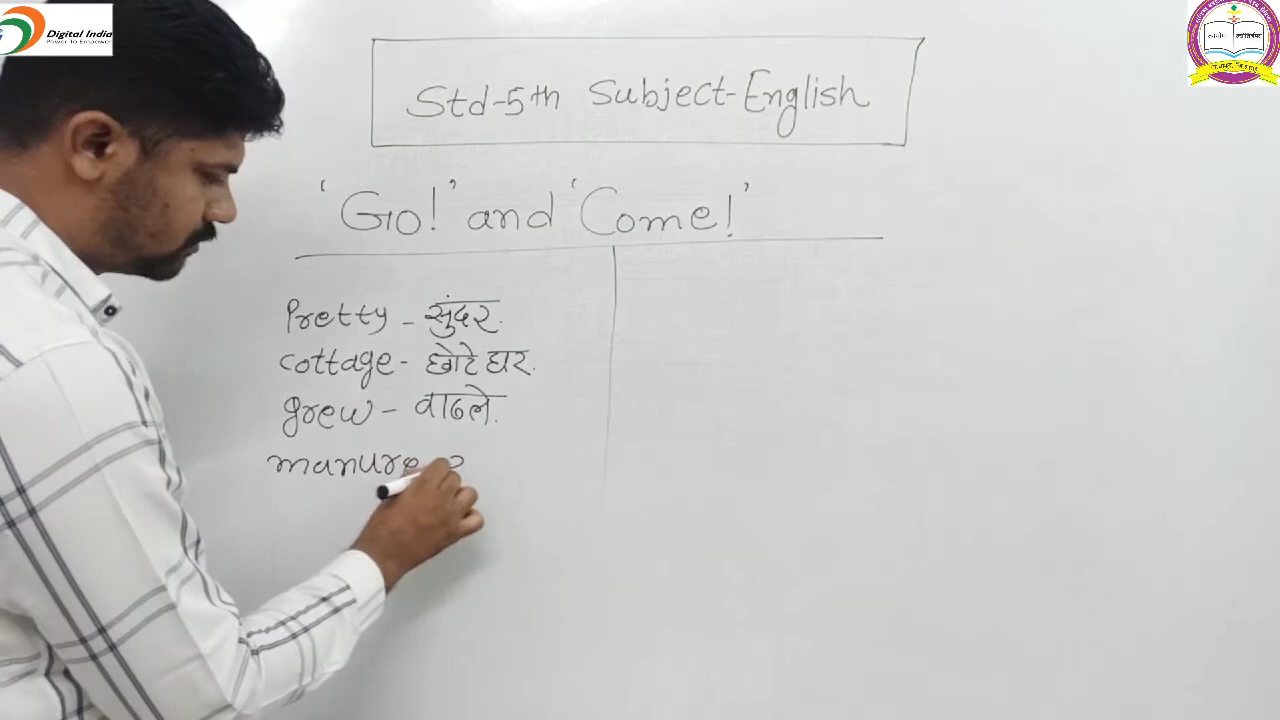 Digital India
Power To Empower
Std-5th Subject-English
'Go!' and 'Come!'
Pretty - सुंदर.
cottage - छोटे घर.
grew - वाढले.
manure